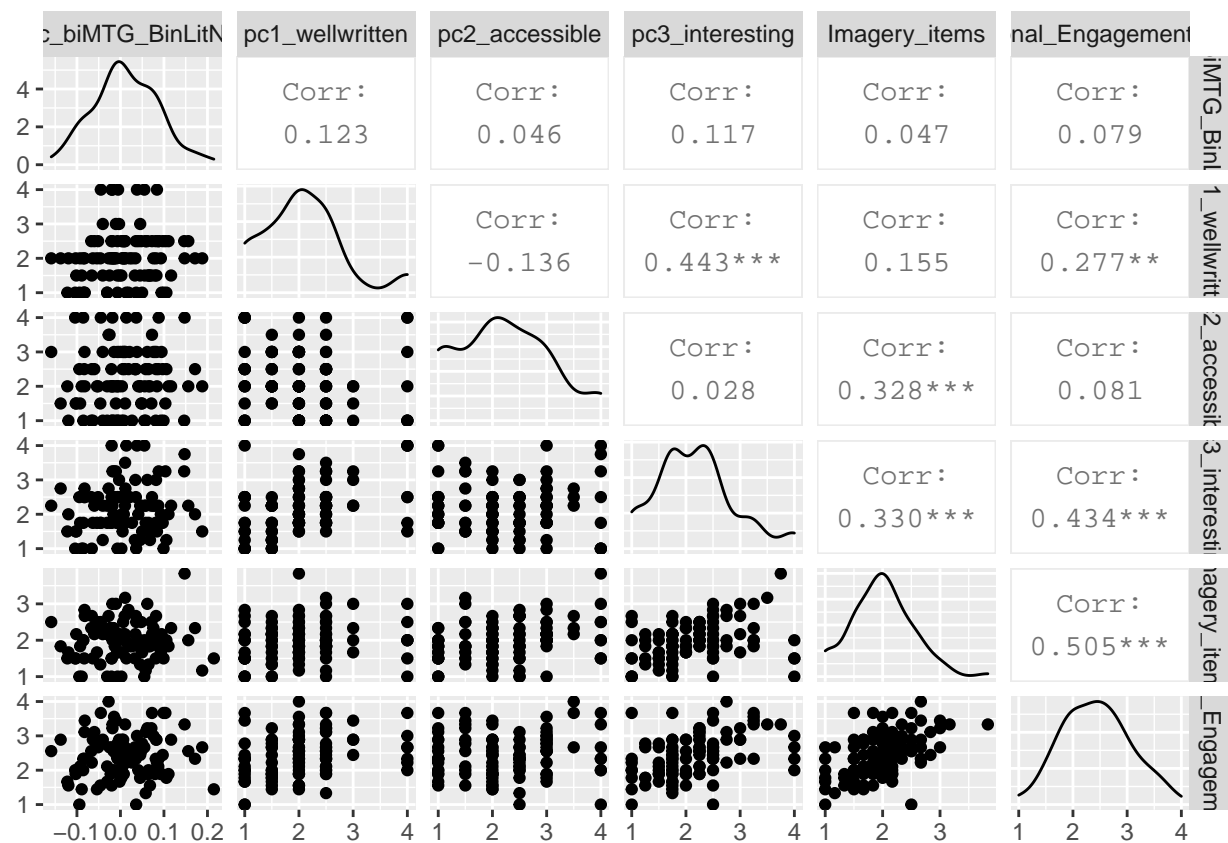 c_biMTG_BinLitN pc1_wellwritten pc2_accessible pc3_interesting Imagery_items nal_Engagement
Corr: Corr: Corr: Corr: Corr:
0.123 0.046 0.117 0.047 0.079
4
2
0
iMTG_BinL
Corr: Corr: Corr: Corr:
-0.136 0.443*** 0.155 0.277**
4
3
2
1
1_wellwritt
Corr: Corr: Corr:
0.028 0.328*** 0.081
4
3
2
1
2_accessib
Corr: Corr:
0.330*** 0.434***
4
3
2
1
3_interesti
Corr:
0.505***
3
2
1
nagery_iten
4
3
2
1
_Engagem
−0.1 0.0 0.1 0.2 1 2 3 4 1 2 3 4 1 2 3 4 1 2 3 1 2 3 4